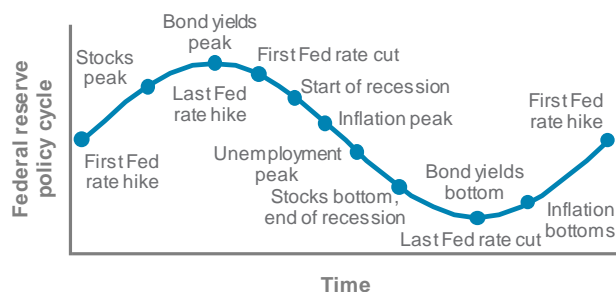 Federal reserve
policy cycle
First Fed
rate hike
Stocks
peak
Bond yields
peak
Last Fed
rate hike
First Fed rate cut
Start of recession
Inflation peak
Unemployment
peak
Stocks bottom,
end of recession
Bond yields
bottom
Last Fed rate cut
Inflation
bottoms
First Fed
rate hike
Time